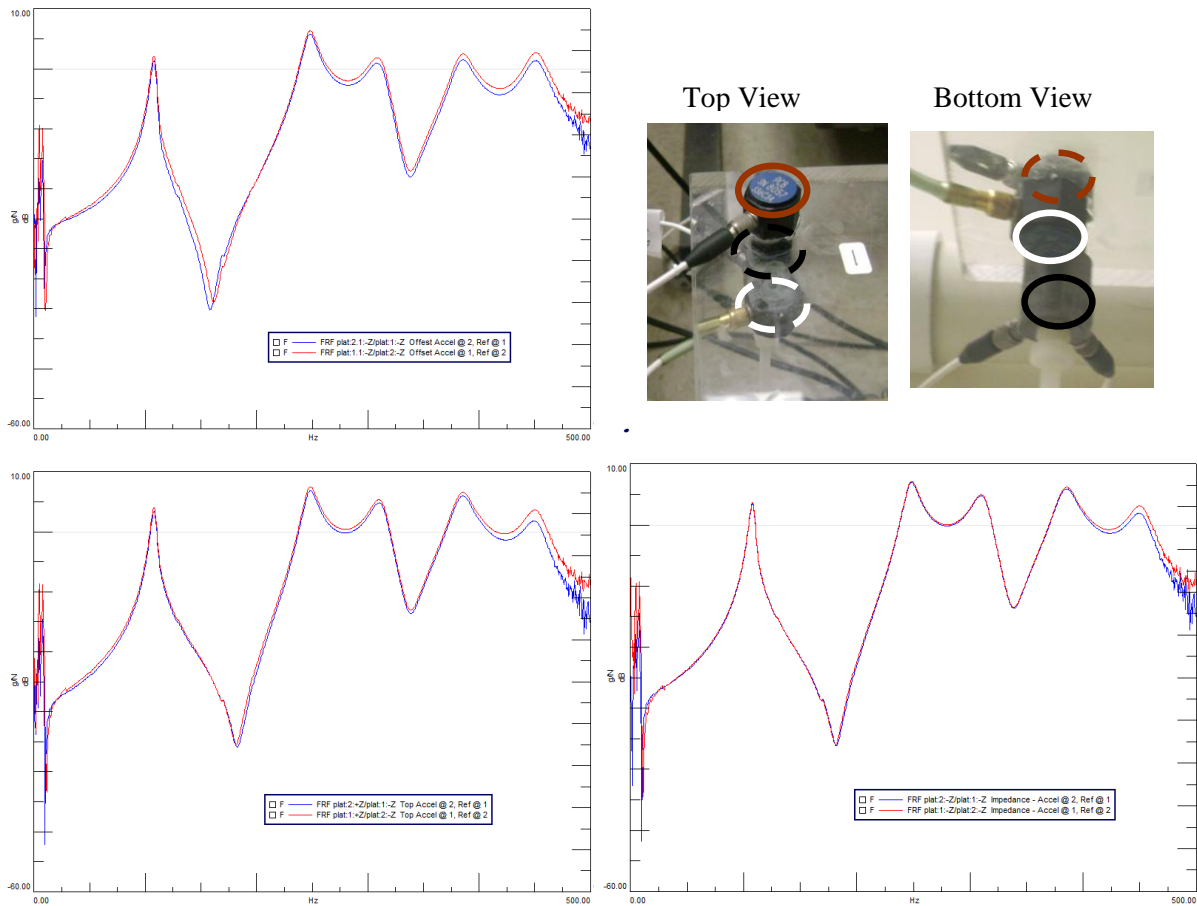 10.00
g/N
dB
-60.00
0.00
Hz
500.00
F FRF plat:2.1:-Z/plat:1:-Z Offest Accel @ 2, Ref @ 1
F FRF plat:1.1:-Z/plat:2:-Z Offset Accel @ 1, Ref @ 2
Top View
Bottom View
1
10.00
g/N
dB
-60.00
0.00
Hz
500.00
F FRF plat:2:+Z/plat:1:-Z Top Accel @ 2, Ref @ 1
F FRF plat:1:+Z/plat:2:-Z Top Accel @ 1, Ref @ 2
10.00
g/N
dB
-60.00
0.00
Hz
500.00
F FRF plat:2:-Z/plat:1:-Z Impedance - Accel @ 2, Ref @ 1
F FRF plat:1:-Z/plat:2:-Z Impedance - Accel @ 1, Ref @ 2